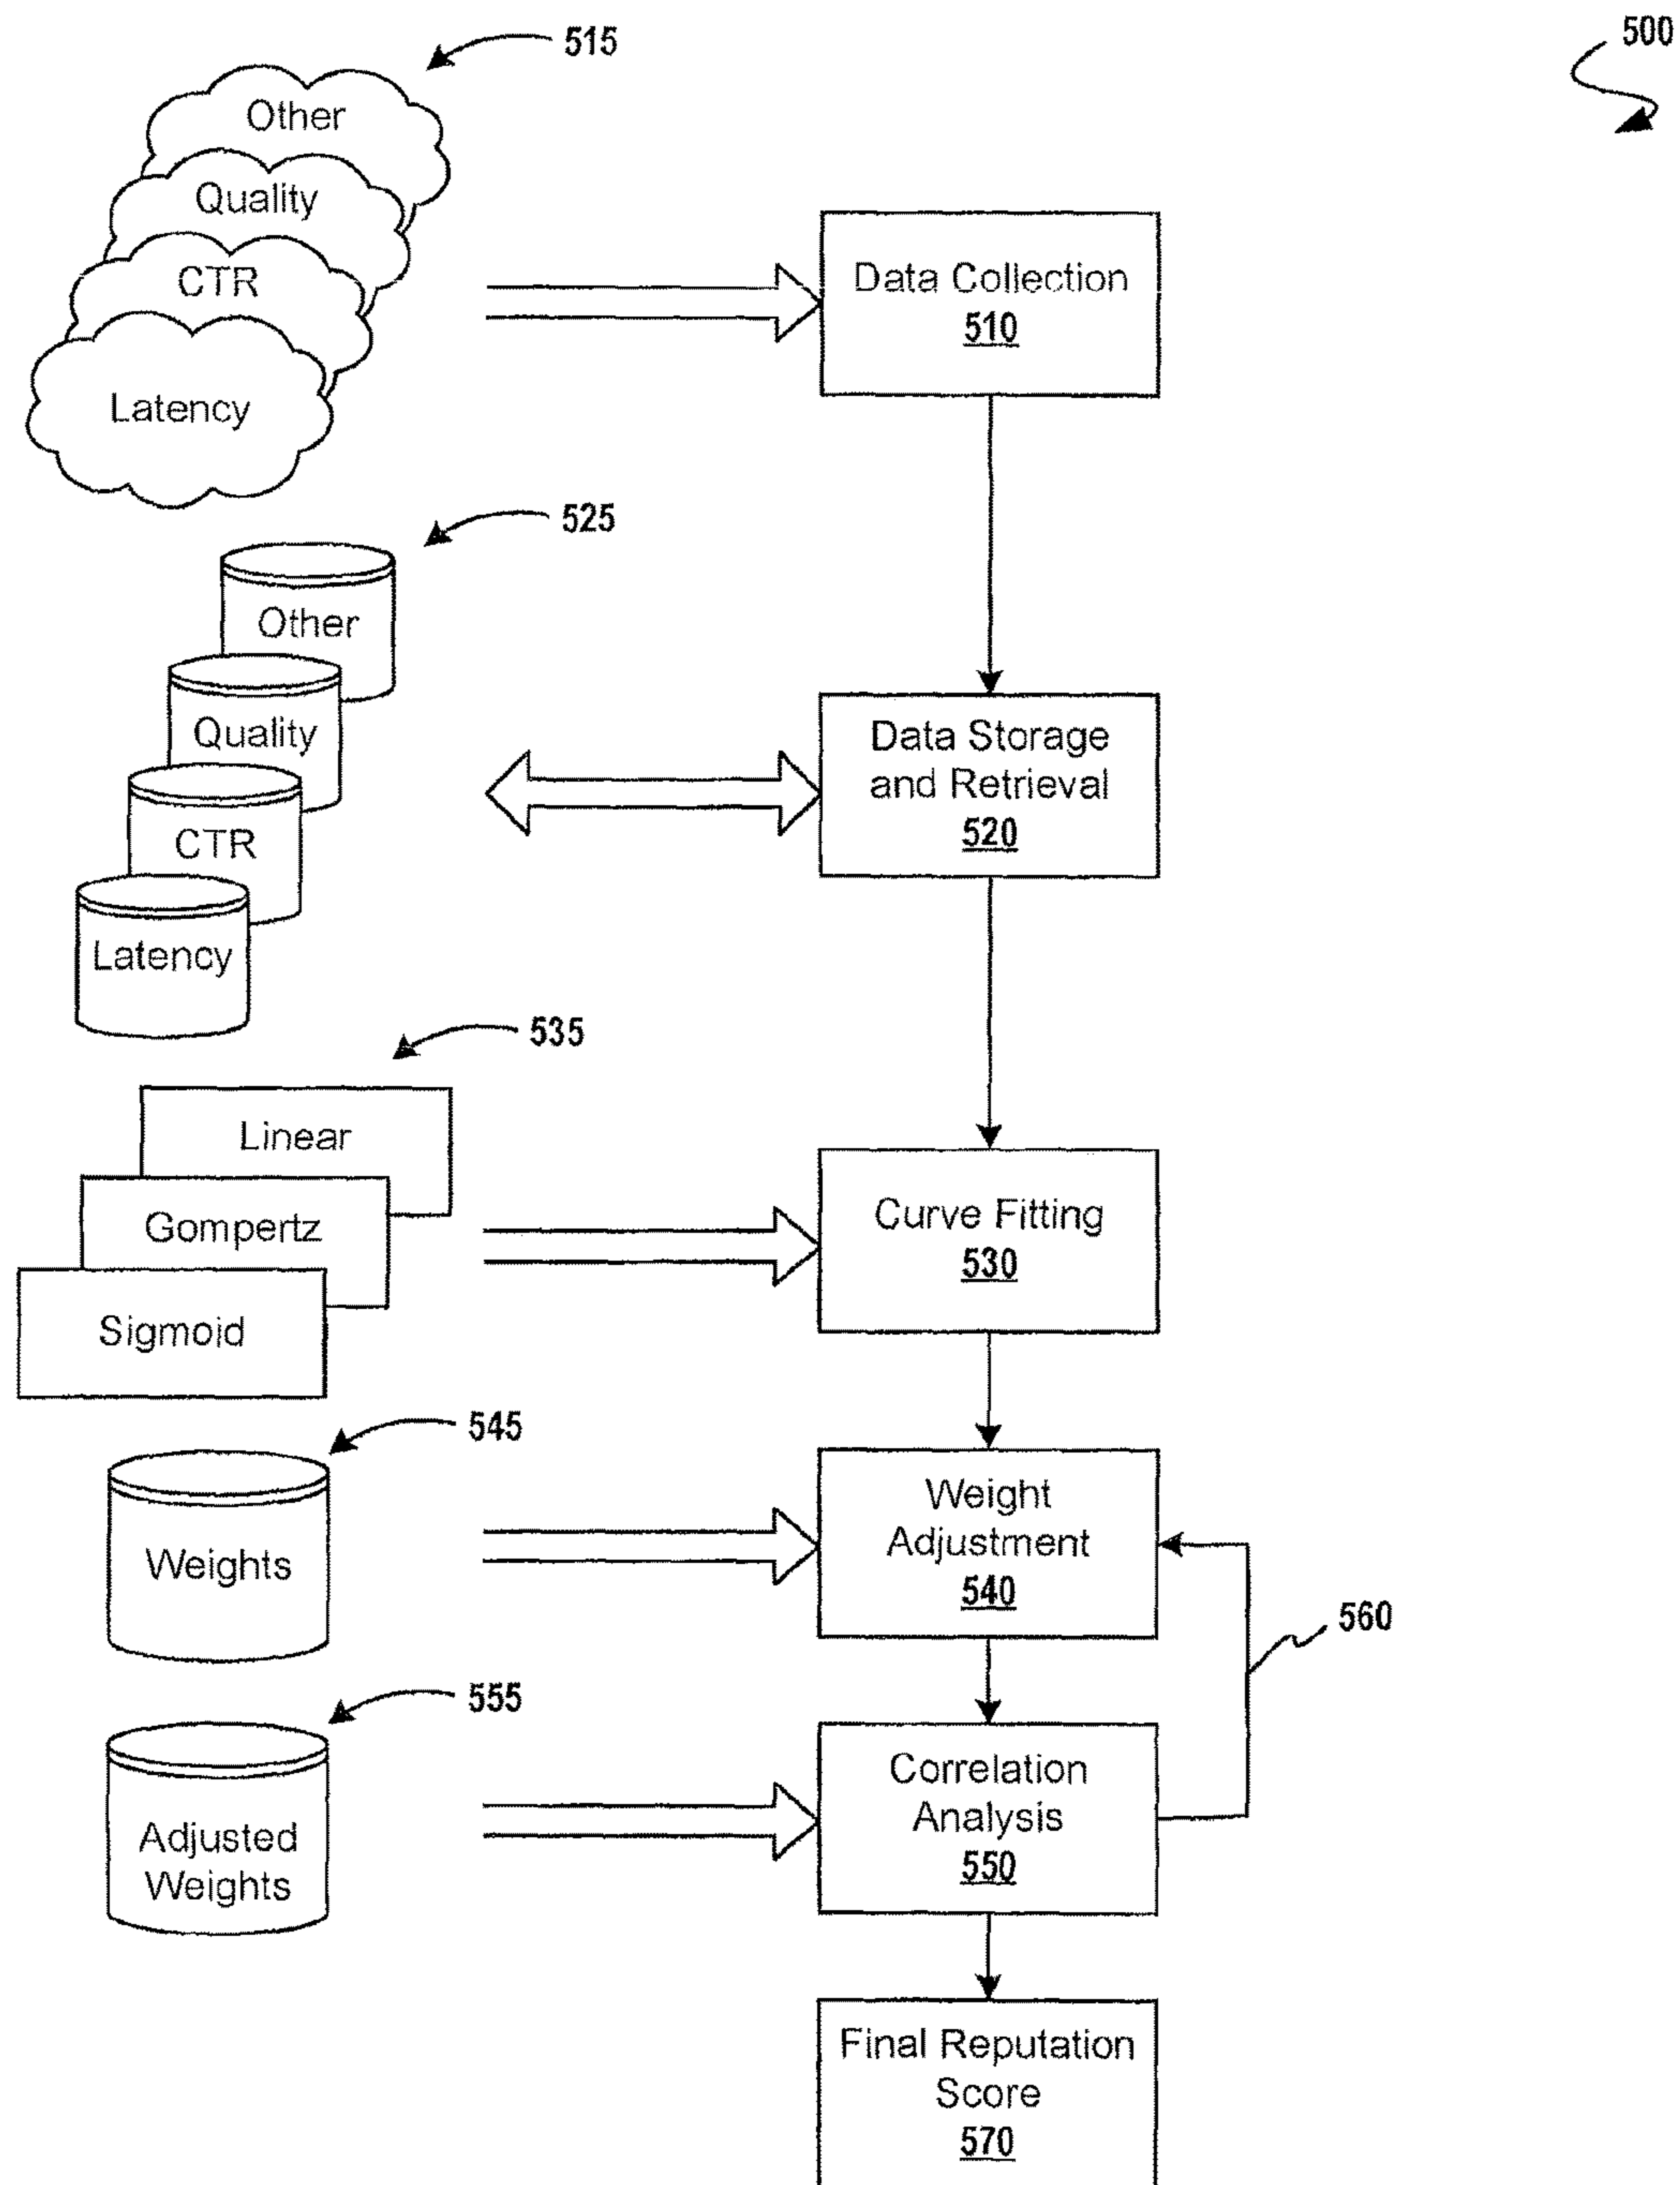 515
500
Other
Quality
CTR
Latency
Data Collection
510
525
Other
Quality
CTR
Latency
Data Storage
and Retrieval
520
535
Linear
Gompertz
Sigmoid
Curve Fitting
530
545
Weights
Weight
Adjustment
540
560
555
Adjusted
Weights
Correlation
Analysis
550
Final Reputation
Score
570